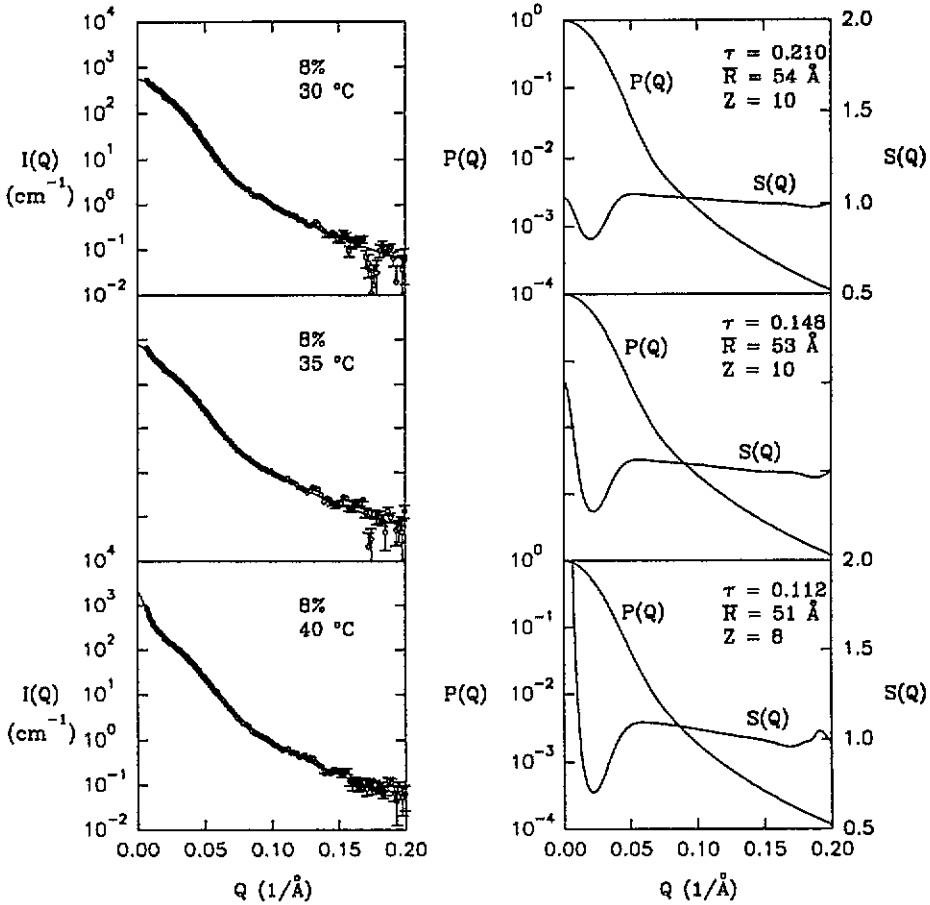 10⁴
10³
10²
10¹
10⁰
10⁻¹
10⁻²
I(Q)
(cm⁻¹)
8%
30 °C
10⁰
10⁻¹
10⁻²
10⁻³
10⁻⁴
P(Q)
P(Q)
S(Q)
τ = 0.210
R̅ = 54 Å
Z = 10
2.0
1.5
1.0
0.5
S(Q)
8%
35 °C
P(Q)
S(Q)
τ = 0.148
R̅ = 53 Å
Z = 10
10⁴
10³
10²
10¹
10⁰
10⁻¹
10⁻²
I(Q)
(cm⁻¹)
8%
40 °C
0.00 0.05 0.10 0.15 0.20
Q (1/Å)
10⁰
10⁻¹
10⁻²
10⁻³
10⁻⁴
P(Q)
P(Q)
S(Q)
τ = 0.112
R̅ = 51 Å
Z = 8
2.0
1.5
1.0
0.5
S(Q)
0.00 0.05 0.10 0.15 0.20
Q (1/Å)